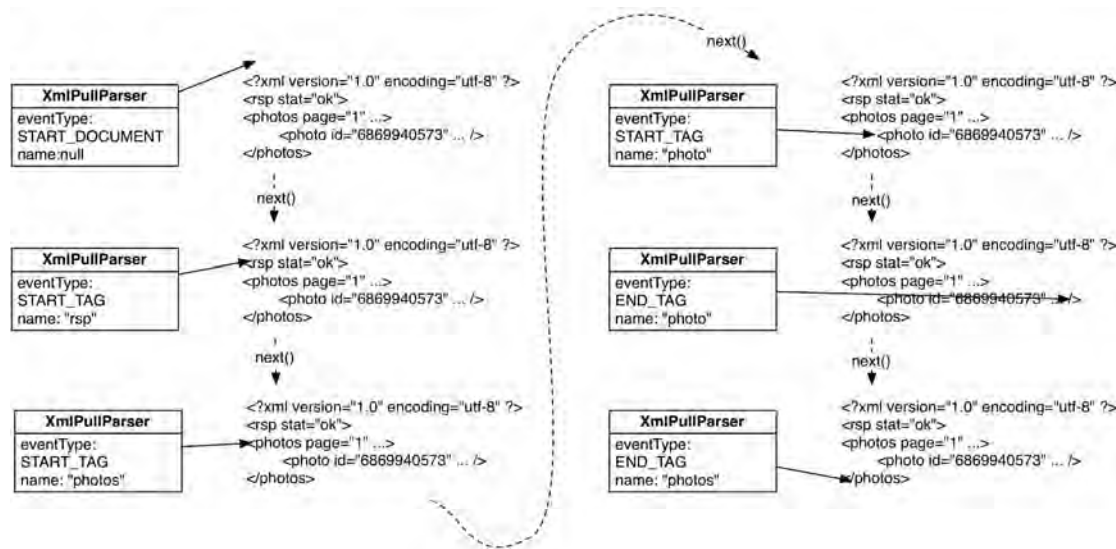 XmlPullParser
eventType:
START_DOCUMENT
name:null
<?xml version="1.0" encoding="utf-8" ?>
<rsp stat="ok">
<photos page="1" ...>
<photo id="6869940573" ... />
</photos>
next()
XmlPullParser
eventType:
START_TAG
name: "rsp"
<?xml version="1.0" encoding="utf-8" ?>
<rsp stat="ok">
<photos page="1" ...>
<photo id="6869940573" ... />
</photos>
next()
XmlPullParser
eventType:
START_TAG
name: "photos"
<?xml version="1.0" encoding="utf-8" ?>
<rsp stat="ok">
<photos page="1" ...>
<photo id="6869940573" ... />
</photos>
next()
XmlPullParser
eventType:
START_TAG
name: "photo"
<?xml version="1.0" encoding="utf-8" ?>
<rsp stat="ok">
<photos page="1" ...>
<photo id="6869940573" ... />
</photos>
next()
XmlPullParser
eventType:
END_TAG
name: "photo"
<?xml version="1.0" encoding="utf-8" ?>
<rsp stat="ok">
<photos page="1" ...>
<photo id="6869940573" ... />
</photos>
next()
XmlPullParser
eventType:
END_TAG
name: "photos"
<?xml version="1.0" encoding="utf-8" ?>
<rsp stat="ok">
<photos page="1" ...>
<photo id="6869940573" ... />
</photos>